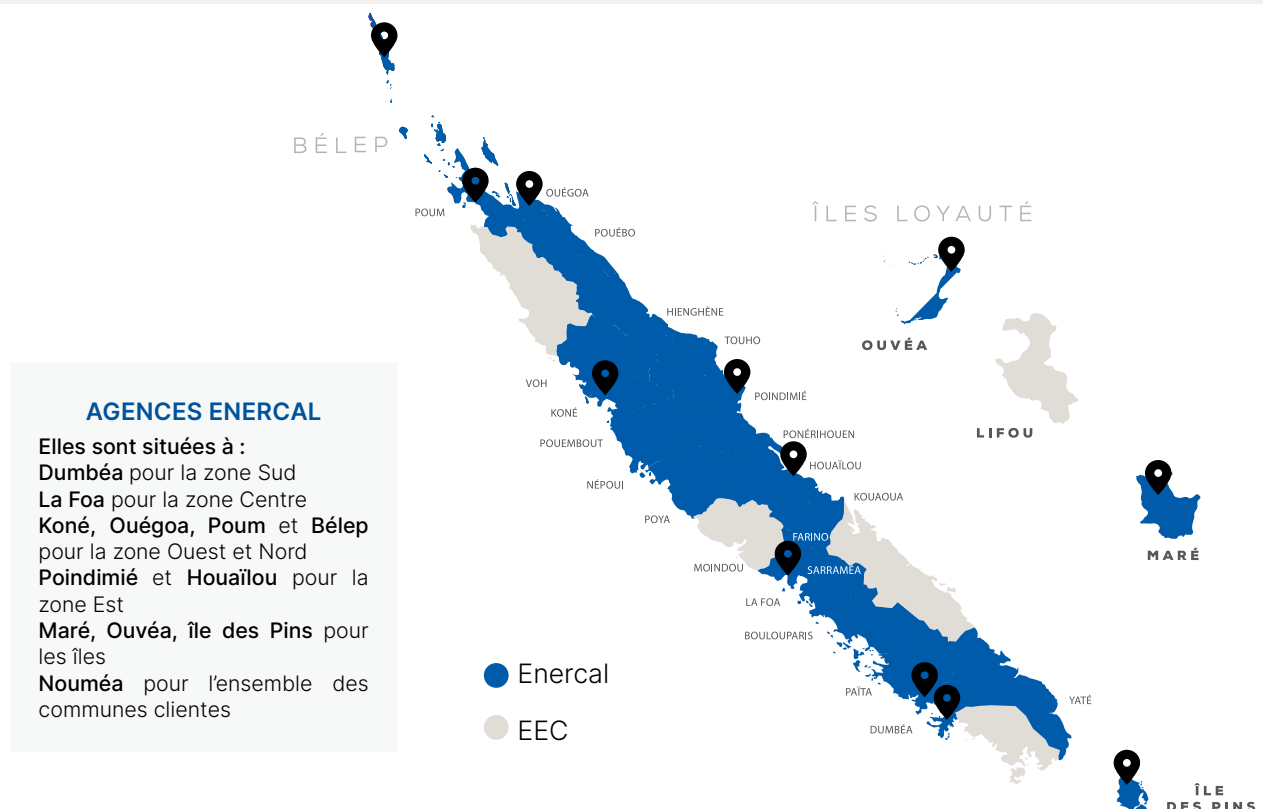 BÉLEP
OUÉGOA
POUM
ÎLES LOYAUTÉ
POUÉBO
HIENGHÈNE
TOUHO
OUVÉA
VOH
POINDIMIÉ
KONÉ
LIFOU
PONÉRIHOUEN
POUEMBOUT
HOUAÏLOU
NÉPOUI
KOUAOUA
POYA
FARINO
MARÉ
MOINDOU
SARRAMÉA
LA FOA
BOULOUPARIS
PAÏTA
YATÉ
DUMBÉA
ÎLE
DES PINS
AGENCES ENERCAL
Elles sont situées à :
Dumbéa pour la zone Sud
La Foa pour la zone Centre
Koné, Ouégoa, Poum et Bélep
pour la zone Ouest et Nord
Poindimié et Houaïlou pour la
zone Est
Maré, Ouvéa, île des Pins pour
les îles
Nouméa pour l’ensemble des
communes clientes
Enercal
EEC